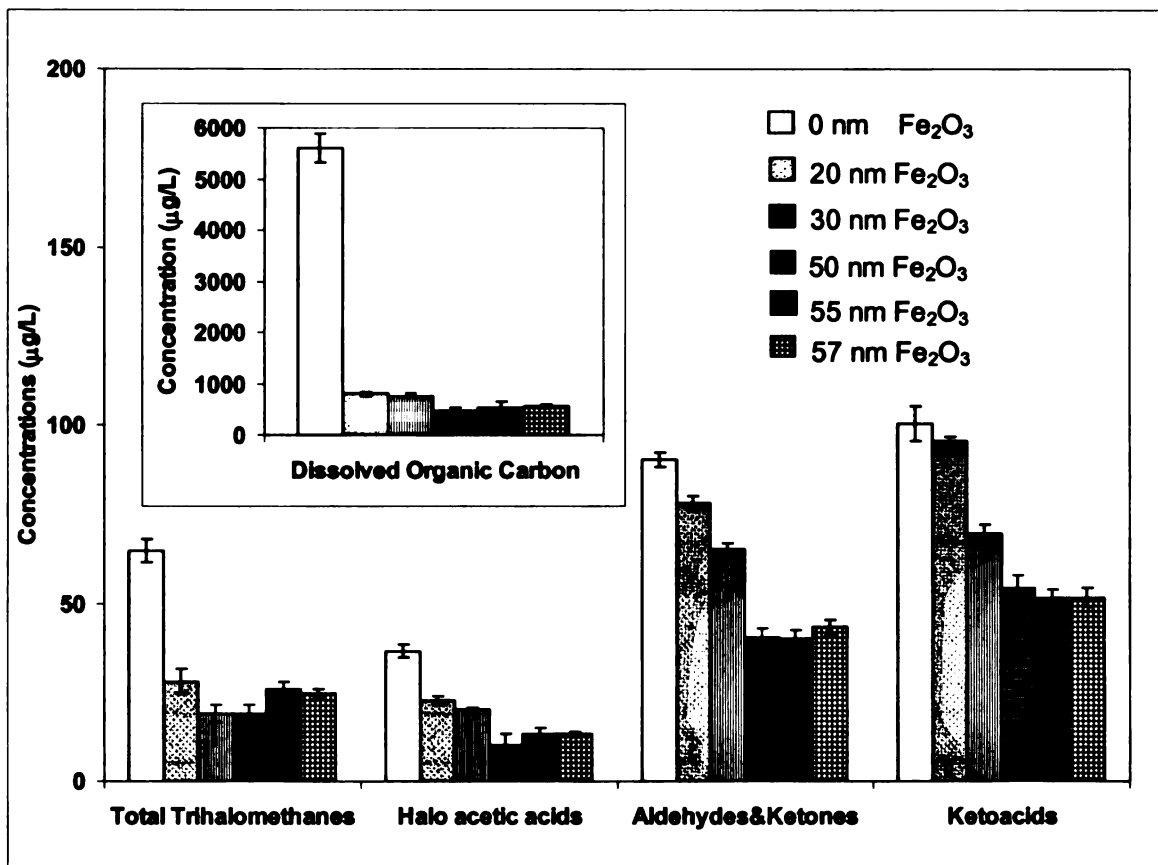 200
150
100
50
0
Concentrations (µg/L)
6000
5000
4000
3000
2000
1000
0
Concentration (µg/L)
Dissolved Organic Carbon
0 nm Fe₂O₃
20 nm Fe₂O₃
30 nm Fe₂O₃
50 nm Fe₂O₃
55 nm Fe₂O₃
57 nm Fe₂O₃
Total Trihalomethanes Halo acetic acids Aldehydes&Ketones Ketoacids